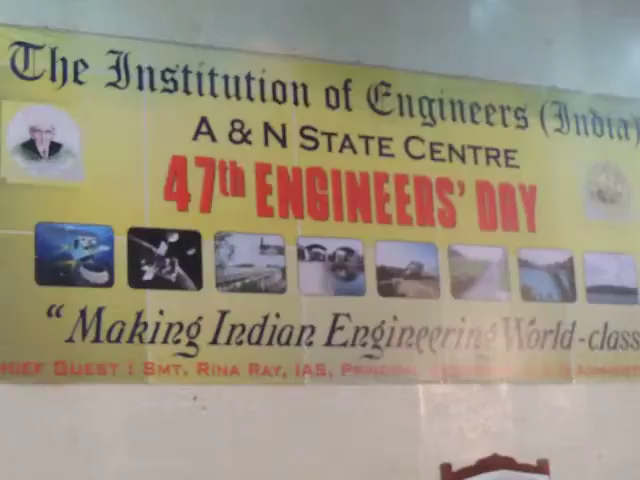 The Institution of Engineers (India)
A & N STATE CENTRE
47th ENGINEERS' DAY
"Making Indian Engineering World-class
HIEF GUEST : SMT. RINA RAY, IAS,